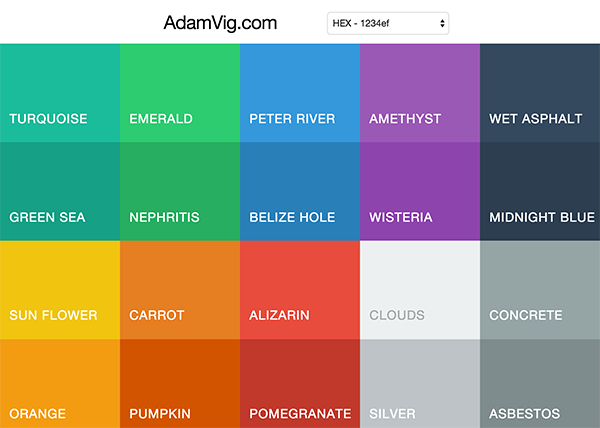 AdamVig.com HEX - 1234ef
TURQUOISE EMERALD PETER RIVER AMETHYST WET ASPHALT
GREEN SEA NEPHRITIS BELIZE HOLE WISTERIA MIDNIGHT BLUE
SUN FLOWER CARROT ALIZARIN CLOUDS CONCRETE
ORANGE PUMPKIN POMEGRANATE SILVER ASBESTOS